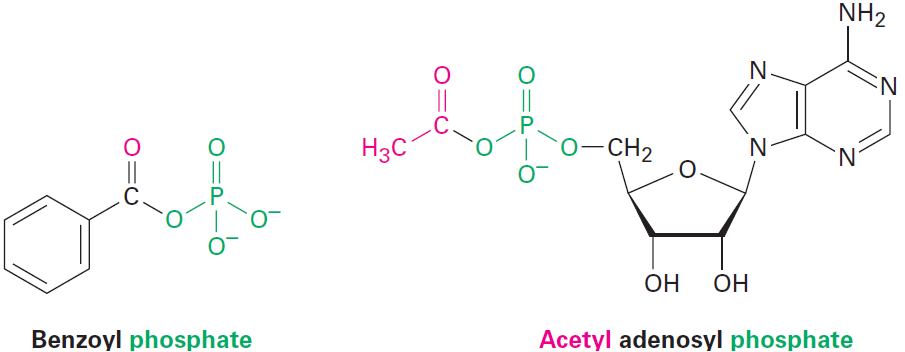 NH2
O
O
N
N
H3C
C
O
P
O
CH2
O
N
N
O−
O
O
C
O
P
O−
O−
OH
OH
Benzoyl phosphate
Acetyl adenosyl phosphate